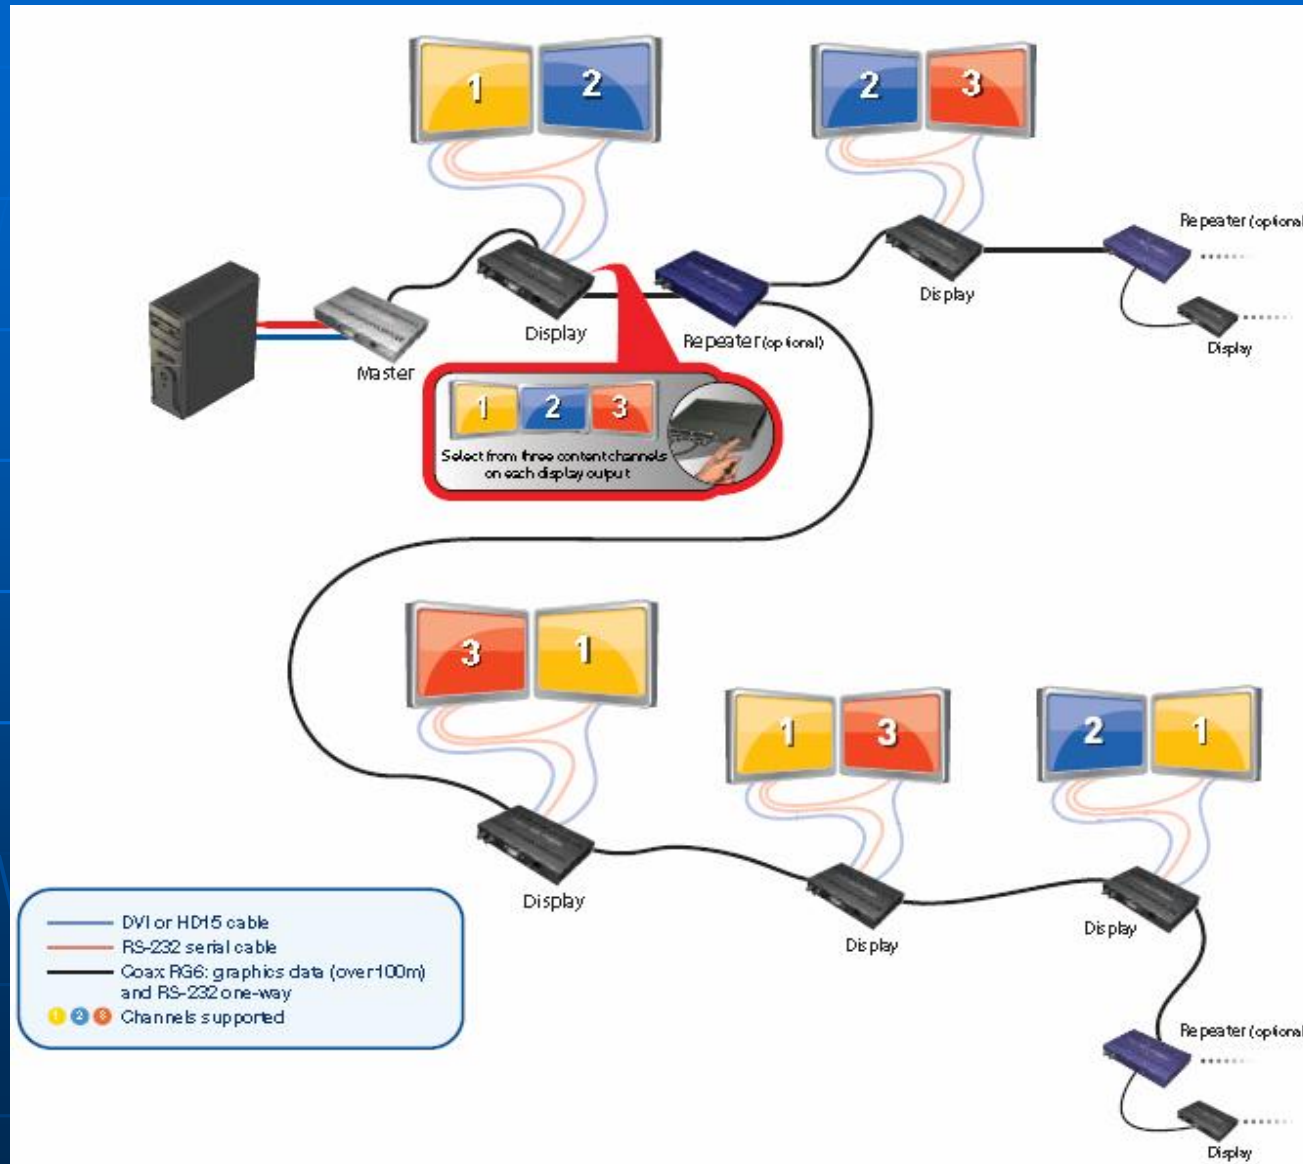 1
2
2
3
Repeater (optional)
Display
Display
Display
Repeater (optional)
Master
1
2
3
Select from three content channels
on each display output
3
1
1
3
2
1
Display
Display
Display
DVI or HD15 cable
RS-232 serial cable
Coax RG6: graphics data (over 100m)
and RS-232 one-way
1 2 3 Channels supported
Repeater (optional
Display